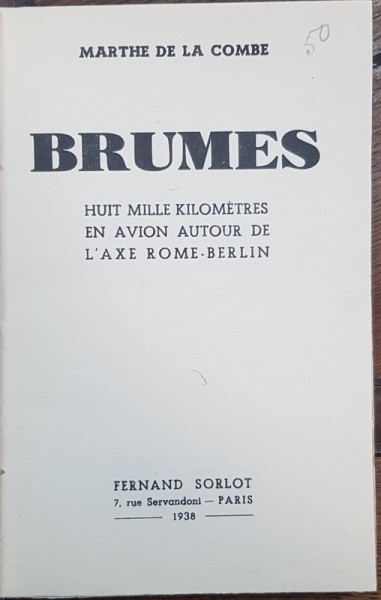 MARTHE DE LA COMBE
50
BRUMES
HUIT MILLE KILOMÈTRES
EN AVION AUTOUR DE
L'AXE ROME-BERLIN
FERNAND SORLOT
7, rue Servandoni — PARIS
1938